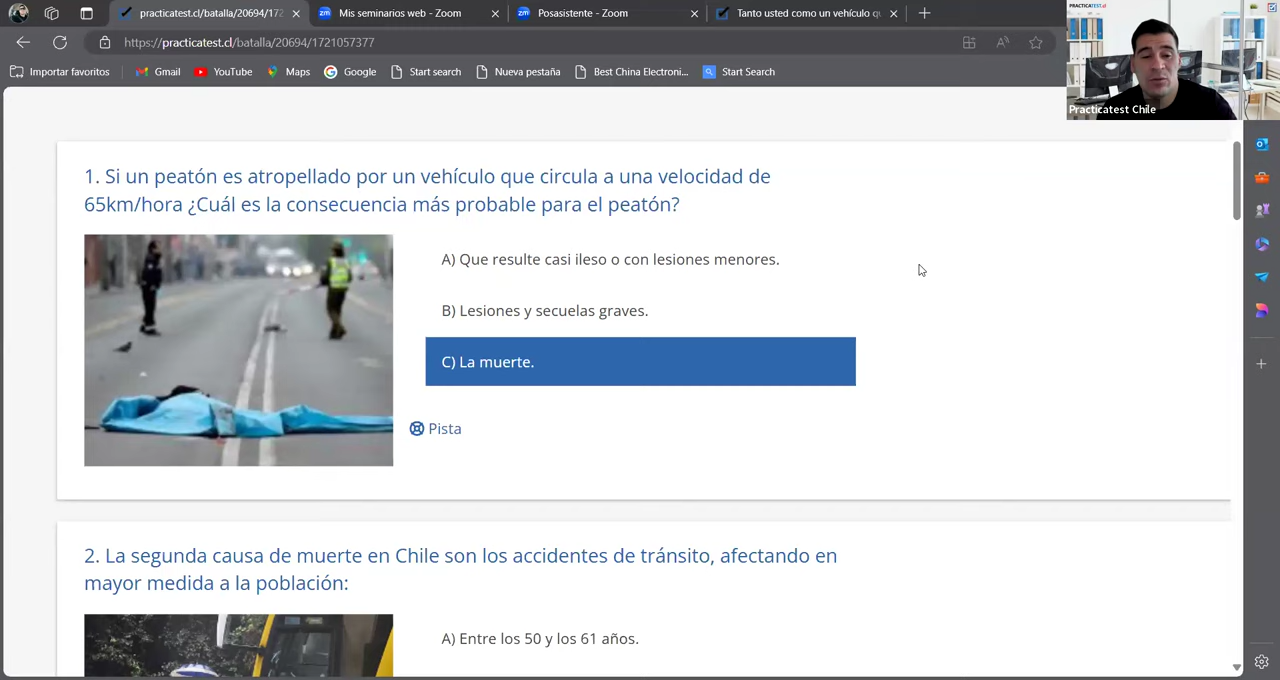 practicatest.cl/batalla/20694/172
Mis seminarios web - Zoom
Posasistente - Zoom
Tanto usted como un vehículo qu
https://practicatest.cl/batalla/20694/1721057377
Importar favoritos
Gmail
YouTube
Maps
Google
Start search
Nueva pestaña
Best China Electroni...
Start Search
PRACTICATEST.cl
Practicatest Chile
1. Si un peatón es atropellado por un vehículo que circula a una velocidad de
65km/hora ¿Cuál es la consecuencia más probable para el peatón?
A) Que resulte casi ileso o con lesiones menores.
B) Lesiones y secuelas graves.
C) La muerte.
Pista
2. La segunda causa de muerte en Chile son los accidentes de tránsito, afectando en
mayor medida a la población:
A) Entre los 50 y los 61 años.